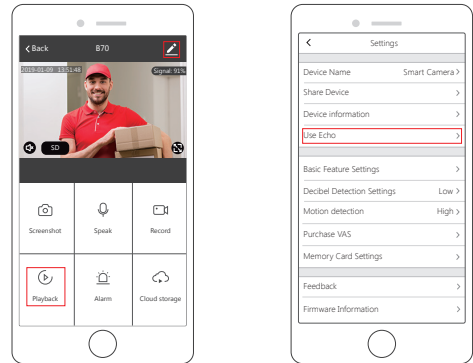 Back B70
2019-01-09 13:51:48 Signal: 91%
SD
Screenshot Speak Record
Playback Alarm Cloud storage
Settings
Device Name Smart Camera
Share Device
Device information
Use Echo
Basic Feature Settings
Decibel Detection Settings Low
Motion detection High
Purchase VAS
Memory Card Settings
Feedback
Firmware Information